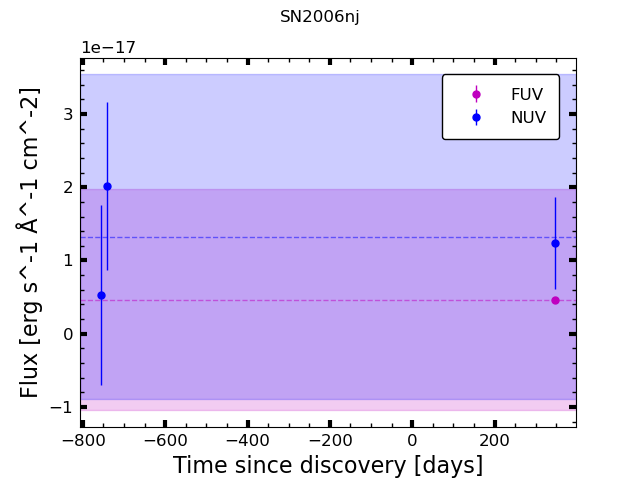 SN2006nj
1e−17
FUV
NUV
3
2
1
0
−1
−800
−600
−400
−200
0
200
Time since discovery [days]
Flux [erg s^-1 Å^-1 cm^-2]